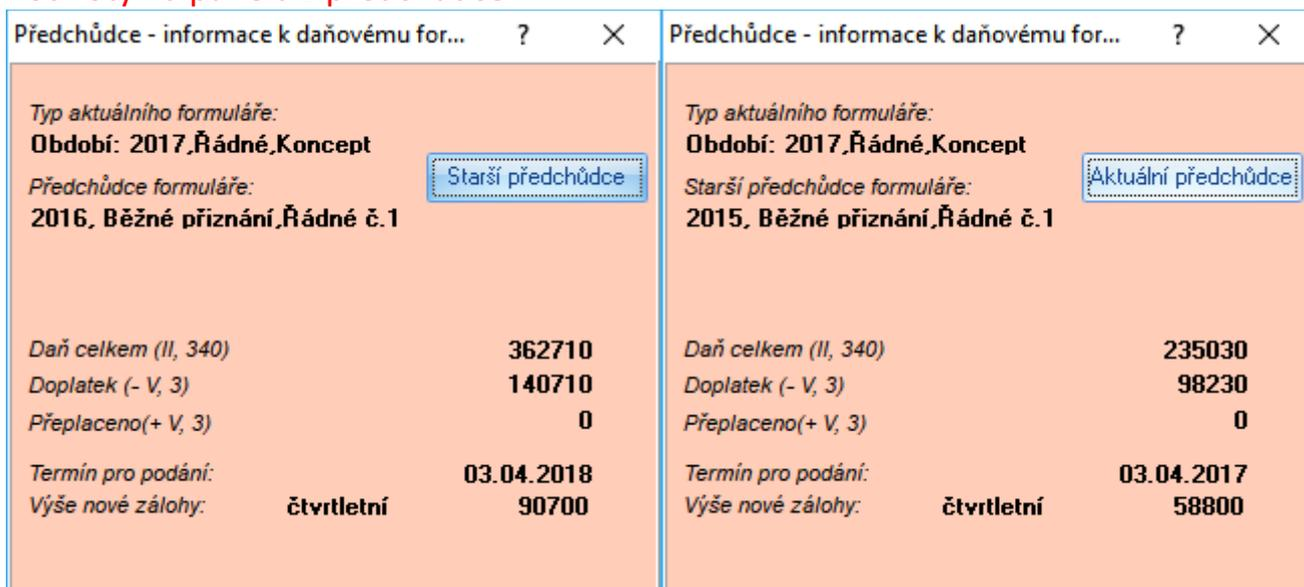 Předchůdce - informace k daňovému for... ? ×
Typ aktuálního formuláře:
Období: 2017,Řádné,Koncept
Starší předchůdce
Předchůdce formuláře:
2016, Běžné přiznání,Řádné č.1
Daň celkem (II, 340) 362710
Doplatek (- V, 3) 140710
Přeplaceno(+ V, 3) 0
Termín pro podání: 03.04.2018
Výše nové zálohy: čtvrtletní 90700
Předchůdce - informace k daňovému for... ? ×
Typ aktuálního formuláře:
Období: 2017,Řádné,Koncept
Aktuální předchůdce
Starší předchůdce formuláře:
2015, Běžné přiznání,Řádné č.1
Daň celkem (II, 340) 235030
Doplatek (- V, 3) 98230
Přeplaceno(+ V, 3) 0
Termín pro podání: 03.04.2017
Výše nové zálohy: čtvrtletní 58800